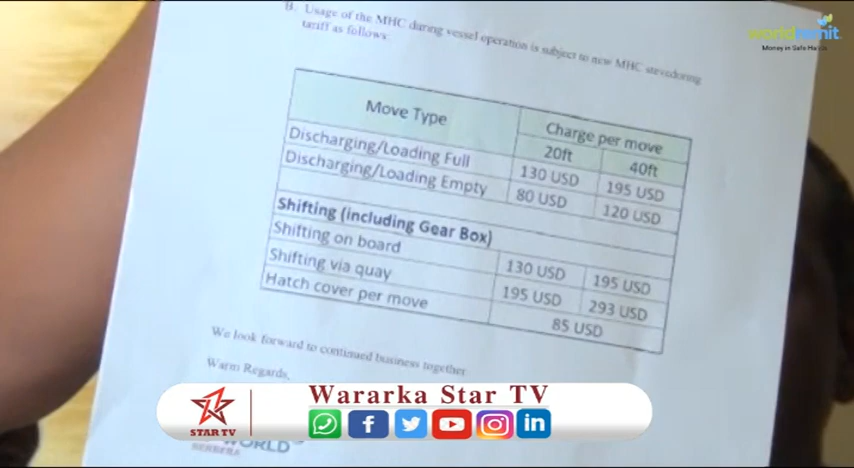 B. Usage of the MHC during vessel operation is subject to new MHC stevedoring
tariff as follows:
worldremit
Money in Safe Hands
Move Type
Charge per move
20ft 40ft
Discharging/Loading Full 130 USD 195 USD
Discharging/Loading Empty 80 USD 120 USD
Shifting (including Gear Box)
Shifting on board 130 USD 195 USD
Shifting via quay 195 USD 293 USD
Hatch cover per move 85 USD
We look forward to continued business together
Warm Regards,
Wararka Star TV
STAR TV
WORLD
BERBERA